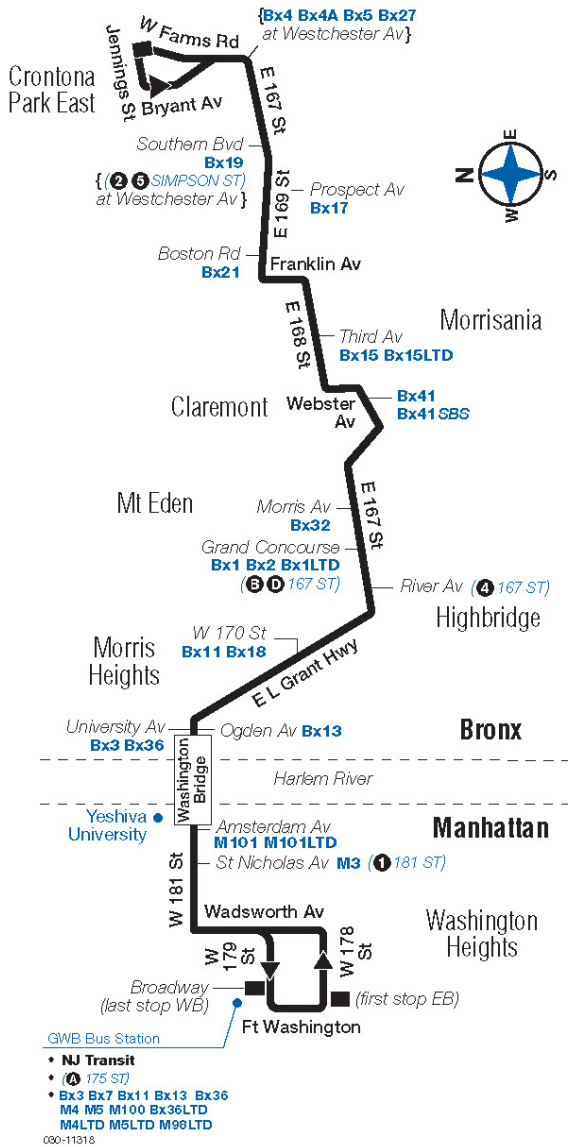 {Bx4 Bx4A Bx5 Bx27
at Westchester Av}
W Farms Rd
Jennings St
Bryant Av
Crontona
Park East
E 167 St
Southern Bvd
Bx19
{(2 5 SIMPSON ST)
at Westchester Av}
E 169 St
Prospect Av
Bx17
N
E
S
W
Boston Rd
Bx21
Franklin Av
E 168 St
Third Av
Bx15 Bx15LTD
Morrisania
Claremont
Webster
Av
Bx41
Bx41 SBS
Mt Eden
E 167 St
Morris Av
Bx32
Grand Concourse
Bx1 Bx2 Bx1LTD
(B D 167 ST)
River Av (4 167 ST)
Highbridge
W 170 St
Bx11 Bx18
Morris
Heights
E L Grant Hwy
University Av
Bx3 Bx36
Ogden Av Bx13
Bronx
Washington
Bridge
Harlem River
Yeshiva
University
Manhattan
Amsterdam Av
M101 M101LTD
St Nicholas Av M3 (1 181 ST)
W 181 St
Wadsworth Av
W
179
St
W 178
St
Washington
Heights
Broadway
(last stop WB)
(first stop EB)
Ft Washington
GWB Bus Station
• NJ Transit
• (A 175 ST)
• Bx3 Bx7 Bx11 Bx13 Bx36
M4 M5 M100 Bx36LTD
M4LTD M5LTD M98LTD
030-11318